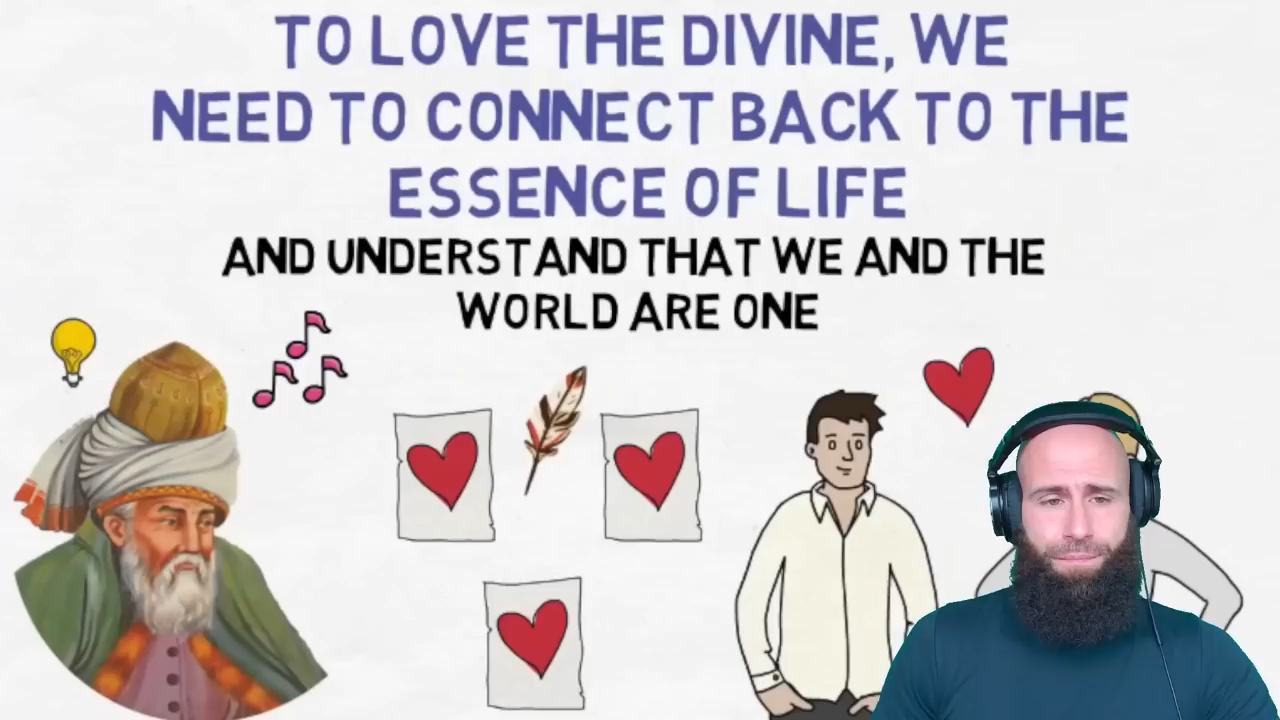 TO LOVE THE DIVINE, WE
NEED TO CONNECT BACK TO THE
ESSENCE OF LIFE
AND UNDERSTAND THAT WE AND THE
WORLD ARE ONE